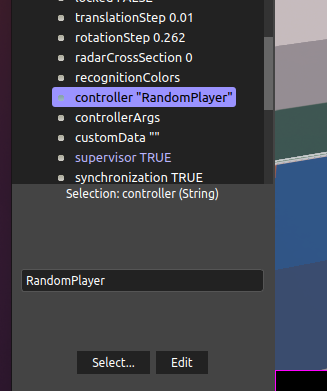 translationStep 0.01
rotationStep 0.262
radarCrossSection 0
recognitionColors
controller "RandomPlayer"
controllerArgs
customData ""
supervisor TRUE
synchronization TRUE
Selection: controller (String)
RandomPlayer
Select... Edit